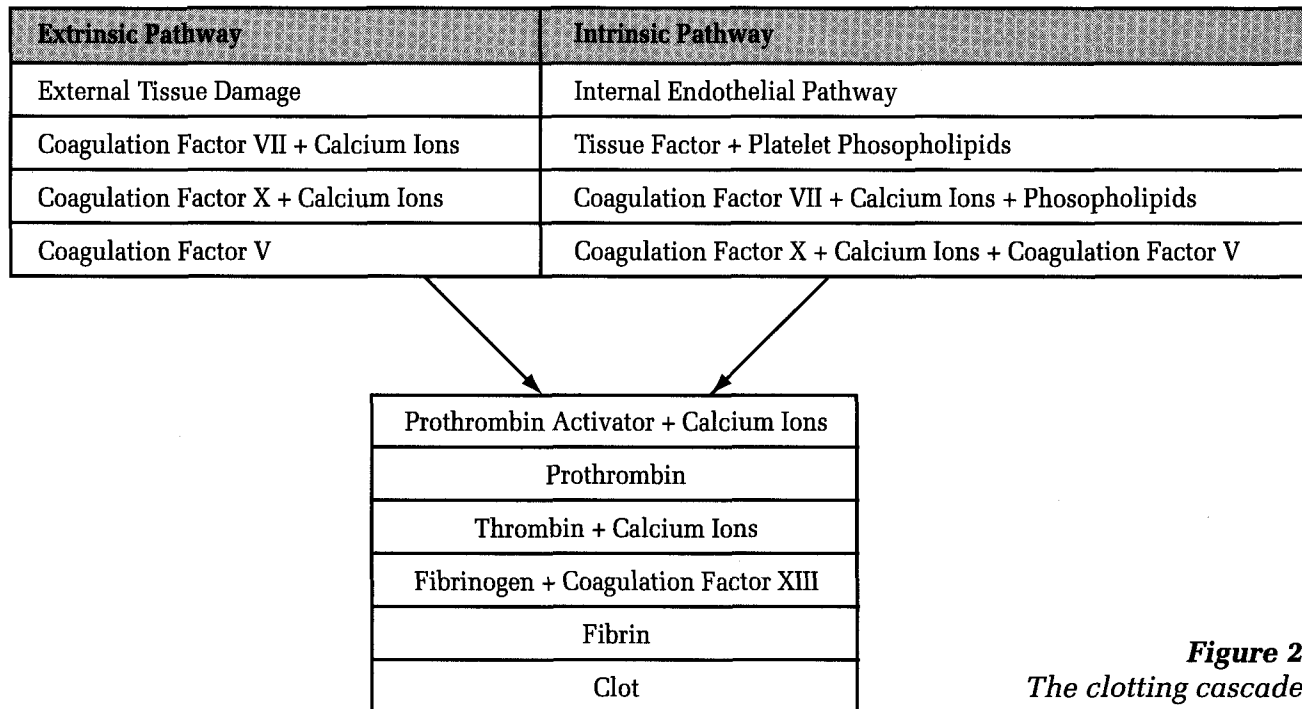 Extrinsic Pathway Intrinsic Pathway
External Tissue Damage Internal Endothelial Pathway
Coagulation Factor VII + Calcium Ions Tissue Factor + Platelet Phosopholipids
Coagulation Factor X + Calcium Ions Coagulation Factor VII + Calcium Ions + Phosopholipids
Coagulation Factor V Coagulation Factor X + Calcium Ions + Coagulation Factor V
Prothrombin Activator + Calcium Ions
Prothrombin
Thrombin + Calcium Ions
Fibrinogen + Coagulation Factor XIII
Fibrin
Clot
Figure 2
The clotting cascade